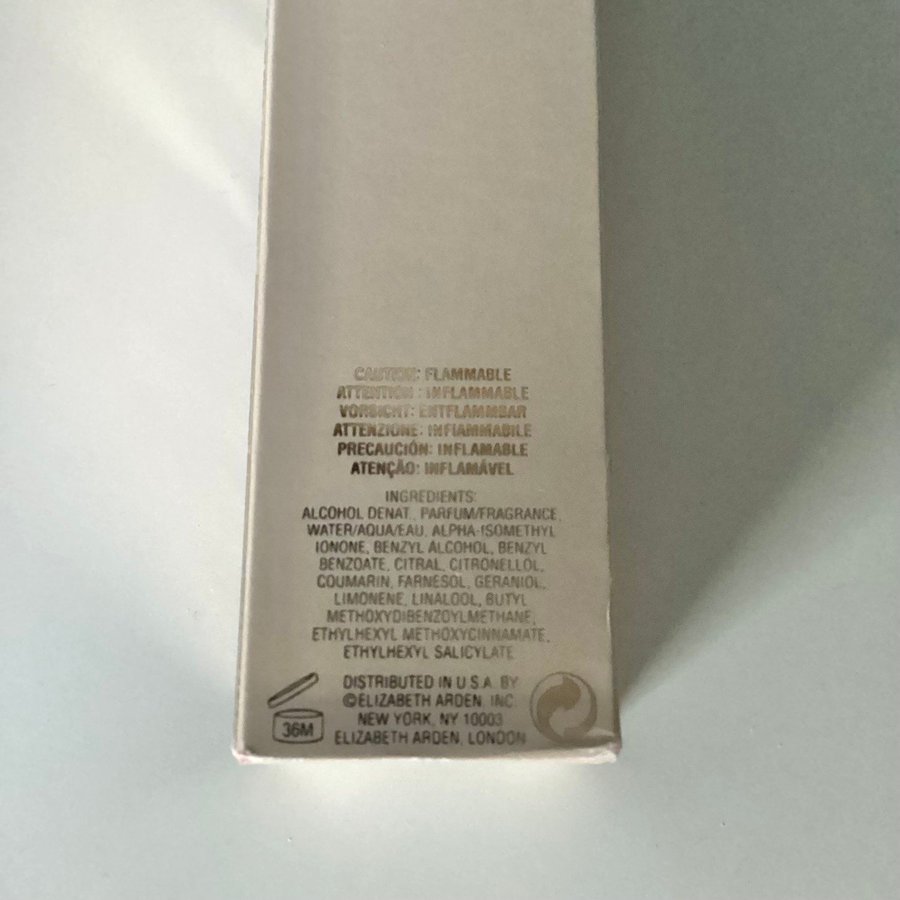 CAUTION: FLAMMABLE
ATTENTION : INFLAMMABLE
VORSICHT: ENTFLAMMBAR
ATTENZIONE: INFIAMMABILE
PRECAUCIÓN: INFLAMABLE
ATENÇÃO: INFLAMÁVEL
INGREDIENTS:
ALCOHOL DENAT., PARFUM/FRAGRANCE,
WATER/AQUA/EAU, ALPHA-ISOMETHYL
IONONE, BENZYL ALCOHOL, BENZYL
BENZOATE, CITRAL, CITRONELLOL,
COUMARIN, FARNESOL, GERANIOL,
LIMONENE, LINALOOL, BUTYL
METHOXYDIBENZOYLMETHANE,
ETHYLHEXYL METHOXYCINNAMATE,
ETHYLHEXYL SALICYLATE
DISTRIBUTED IN U.S.A. BY
©ELIZABETH ARDEN, INC.
NEW YORK, NY 10003
ELIZABETH ARDEN, LONDON
36M